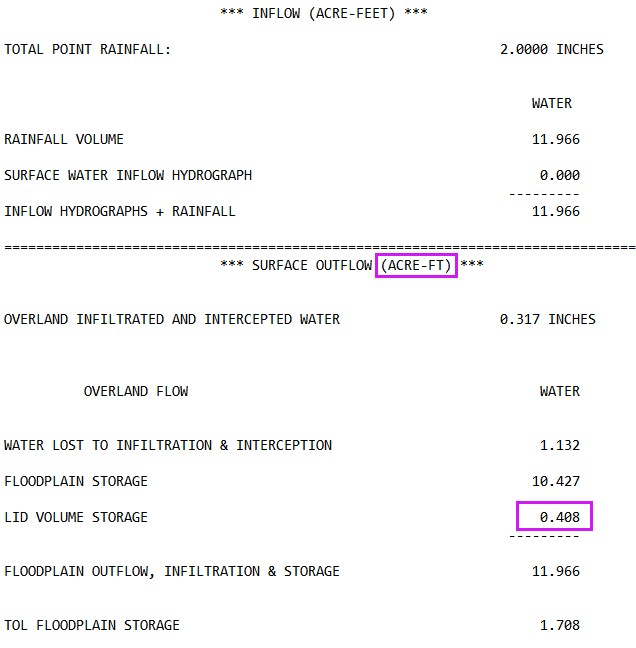 *** INFLOW (ACRE-FEET) ***
TOTAL POINT RAINFALL: 2.0000 INCHES
WATER
RAINFALL VOLUME 11.966
SURFACE WATER INFLOW HYDROGRAPH 0.000
---------
INFLOW HYDROGRAPHS + RAINFALL 11.966
===============================================================================
*** SURFACE OUTFLOW (ACRE-FT) ***
OVERLAND INFILTRATED AND INTERCEPTED WATER 0.317 INCHES
OVERLAND FLOW WATER
WATER LOST TO INFILTRATION & INTERCEPTION 1.132
FLOODPLAIN STORAGE 10.427
LID VOLUME STORAGE 0.408
---------
FLOODPLAIN OUTFLOW, INFILTRATION & STORAGE 11.966
TOL FLOODPLAIN STORAGE 1.708